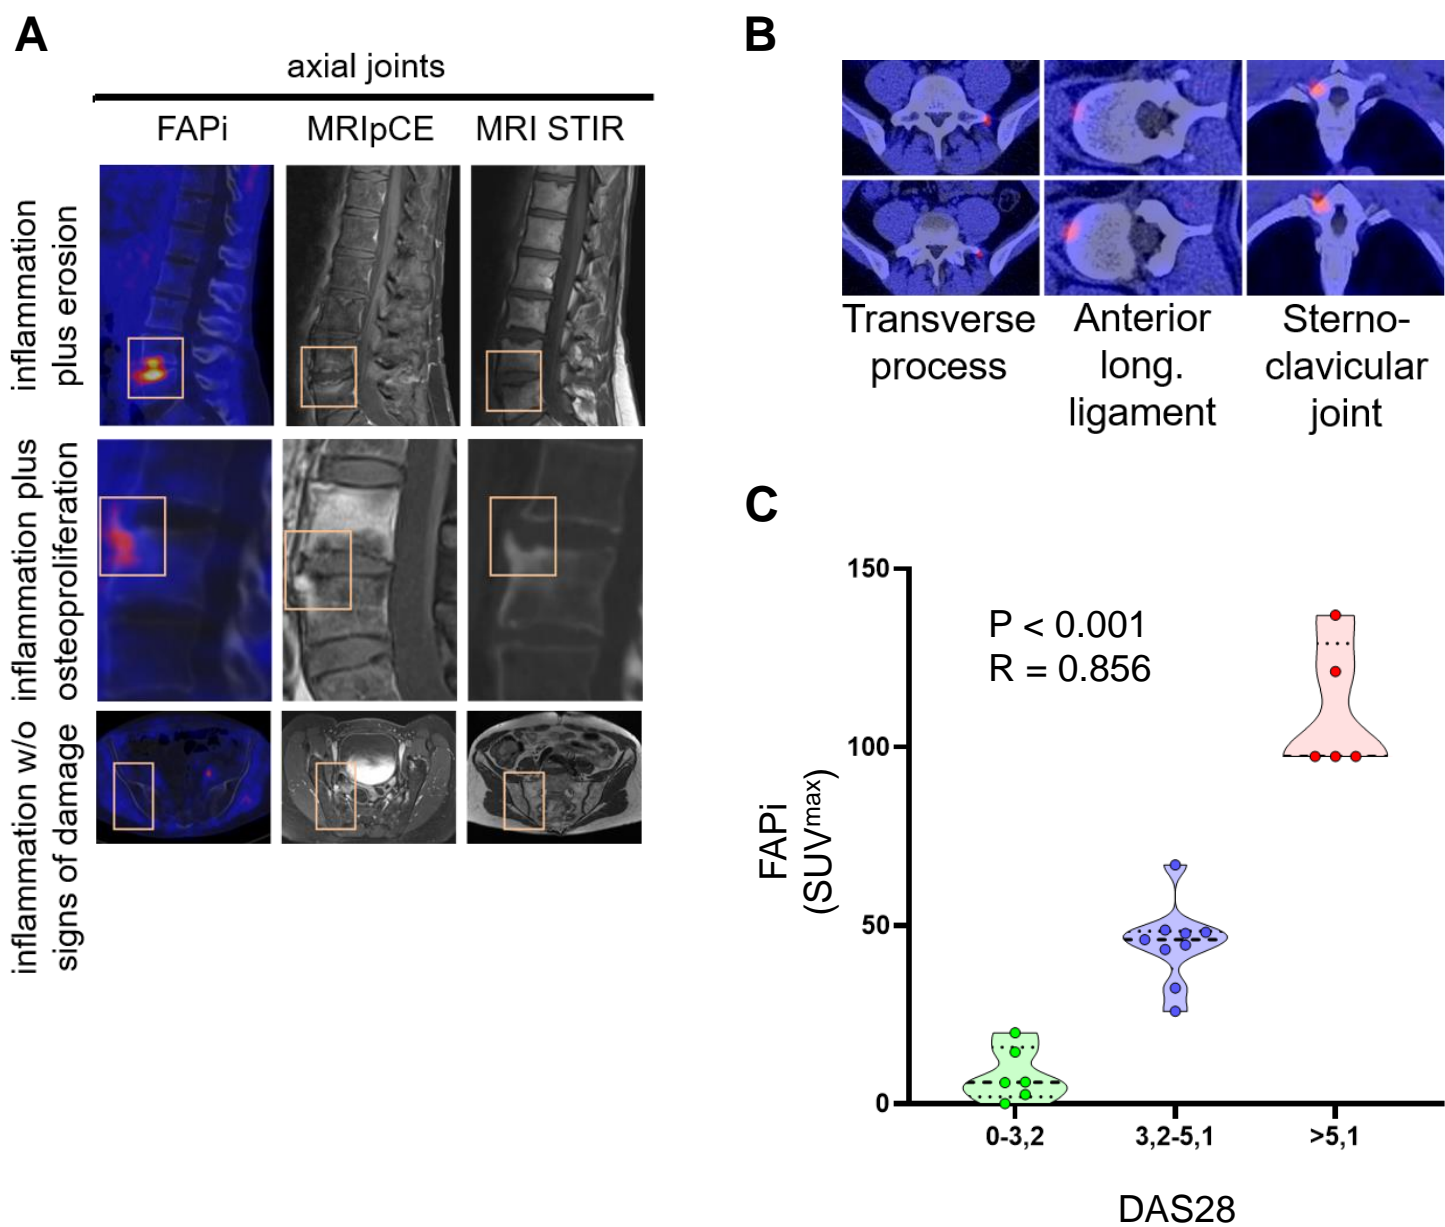 A
axial joints
FAPi MRIpCE MRI STIR
inflammation
plus erosion
inflammation plus
osteoproliferation
inflammation w/o
signs of damage
B
Transverse
process
Anterior
long.
ligament
Sterno-
clavicular
joint
C
P < 0.001
R = 0.856
FAPi
(SUVmax)
150
100
50
0
0-3,2 3,2-5,1 >5,1
DAS28